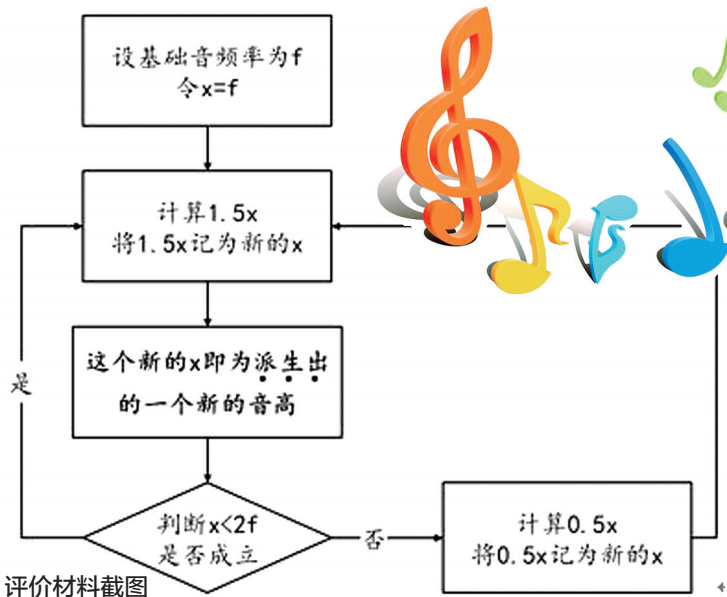 设基础音频率为f
令x=f
计算1.5x
将1.5x记为新的x
这个新的x即为派生出
的一个新的音高
是
判断x<2f
是否成立
否
计算0.5x
将0.5x记为新的x
评价材料截图